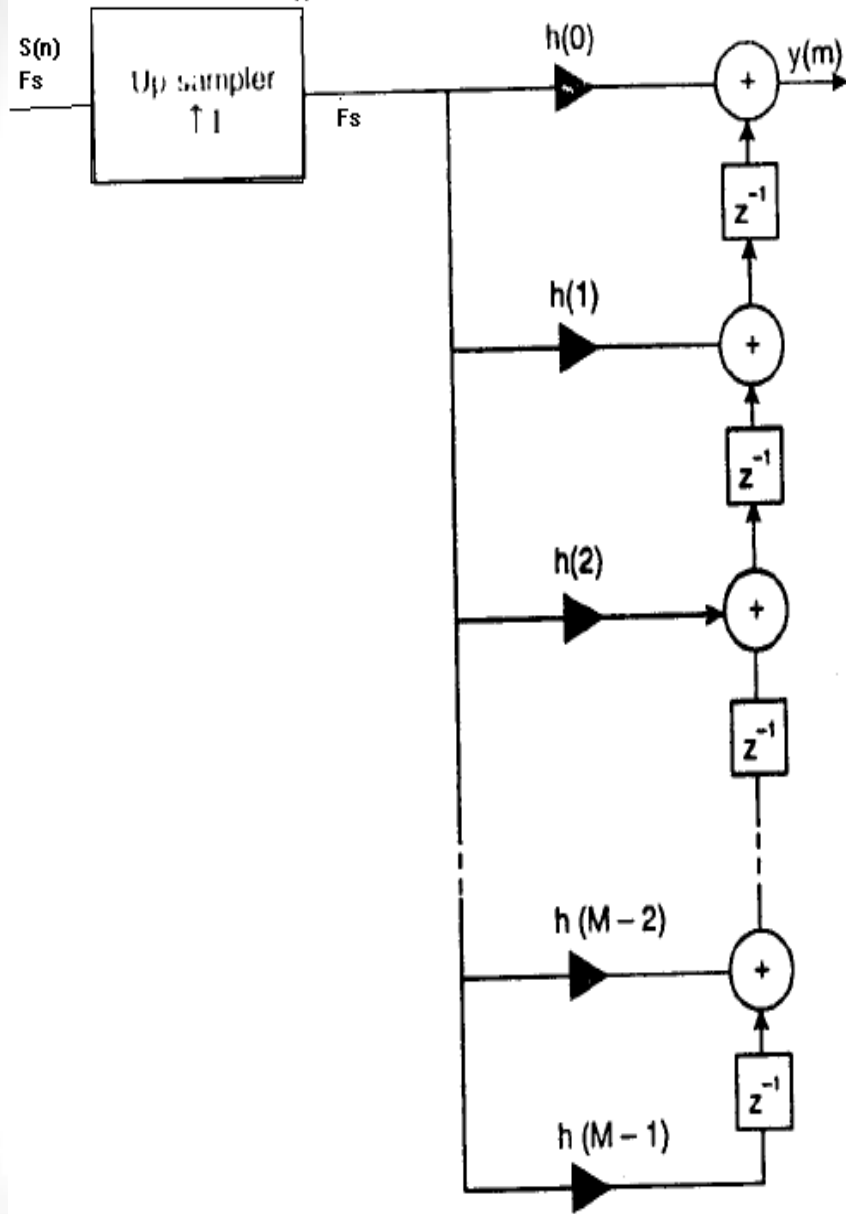 S(n)
Fs
Up sampler
↑ I
Fs
h(0)
+
y(m)
z⁻¹
h(1)
+
z⁻¹
h(2)
+
z⁻¹
h (M – 2)
+
z⁻¹
h (M – 1)